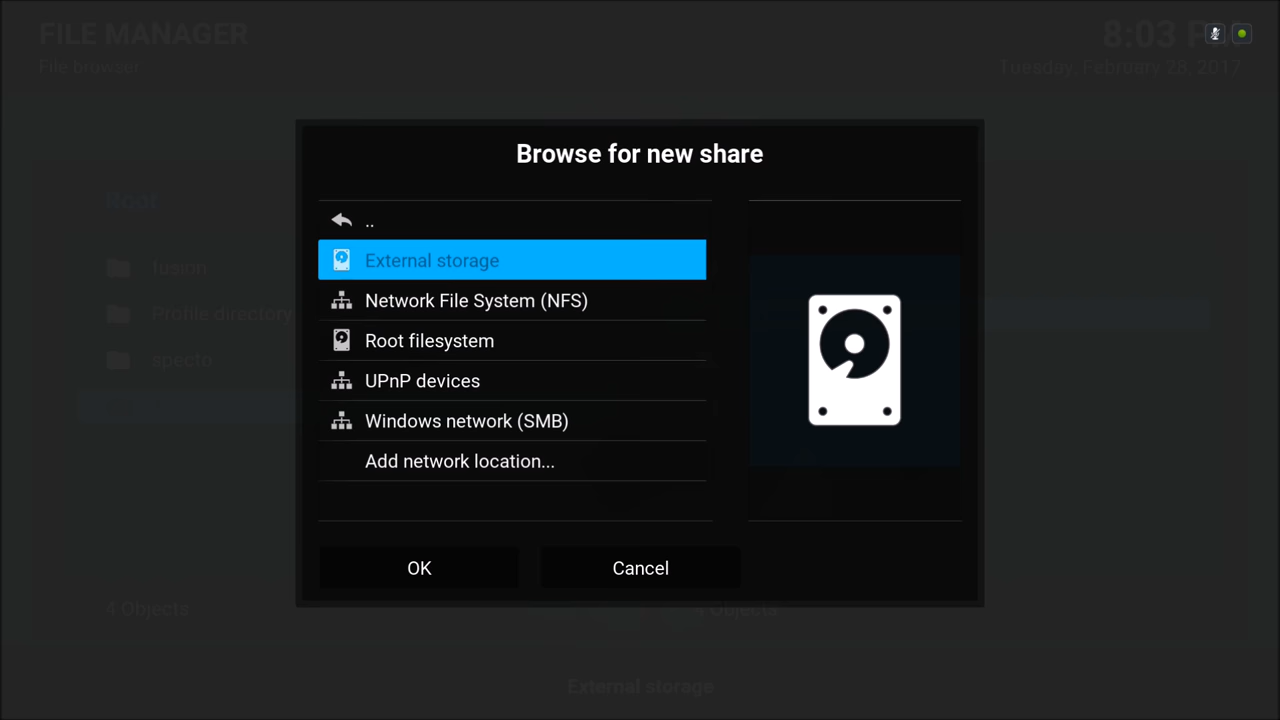 FILE MANAGER
File browser
8:03 P
Tuesday, February 28, 2017
Browse for new share
..
External storage
Network File System (NFS)
Root filesystem
UPnP devices
Windows network (SMB)
Add network location...
OK
Cancel
Root
fusion
Profile directory
specto
4 Objects
Objects
External storage